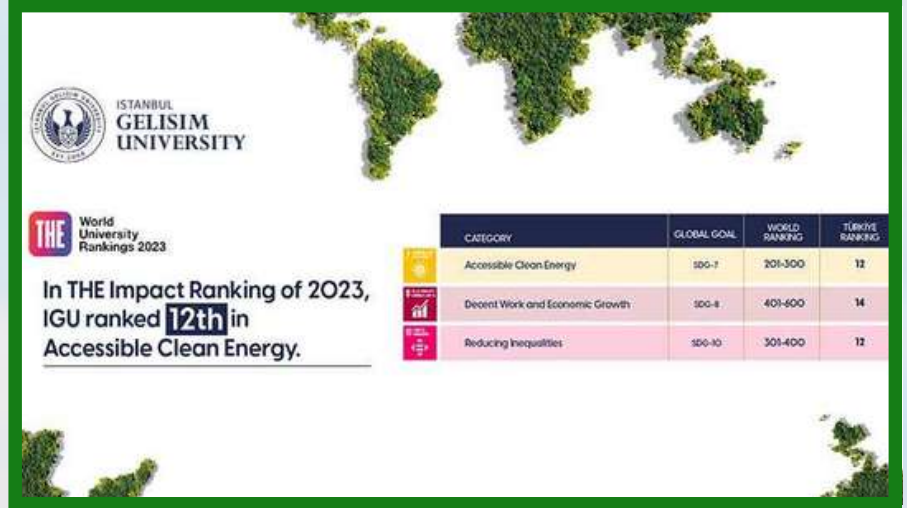 ISTANBUL
GELISIM
UNIVERSITY
THE
World
University
Rankings 2023
In THE Impact Ranking of 2023,
IGU ranked 12th in
Accessible Clean Energy.
CATEGORY GLOBAL GOAL WORLD RANKING TÜRKİYE RANKING
Accessible Clean Energy SDG-7 201-300 12
Decent Work and Economic Growth SDG-8 401-600 14
Reducing Inequalities SDG-10 301-400 12